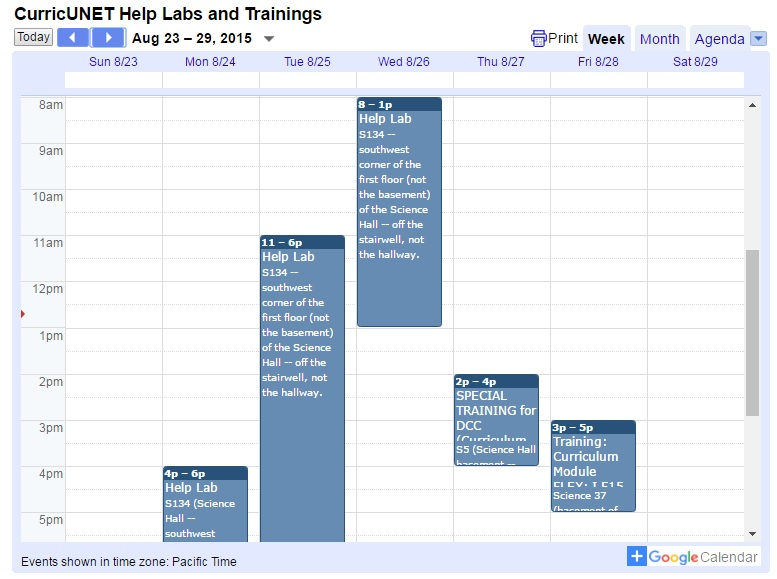 CurricUNET Help Labs and Trainings
Today Aug 23 – 29, 2015 Print Week Month Agenda
Sun 8/23 Mon 8/24 Tue 8/25 Wed 8/26 Thu 8/27 Fri 8/28 Sat 8/29
8am
9am
10am
11am
12pm
1pm
2pm
3pm
4pm
5pm
4p – 6p
Help Lab
S134 (Science
Hall --
southwest
11 – 6p
Help Lab
S134 --
southwest
corner of the
first floor (not
the basement)
of the Science
Hall -- off the
stairwell, not
the hallway.
8 – 1p
Help Lab
S134 --
southwest
corner of the
first floor (not
the basement)
of the Science
Hall -- off the
stairwell, not
the hallway.
2p – 4p
SPECIAL
TRAINING for
DCC
(Curriculum
S5 (Science Hall
basement --
3p – 5p
Training:
Curriculum
Module
Science 37
(basement of
Events shown in time zone: Pacific Time
Google Calendar